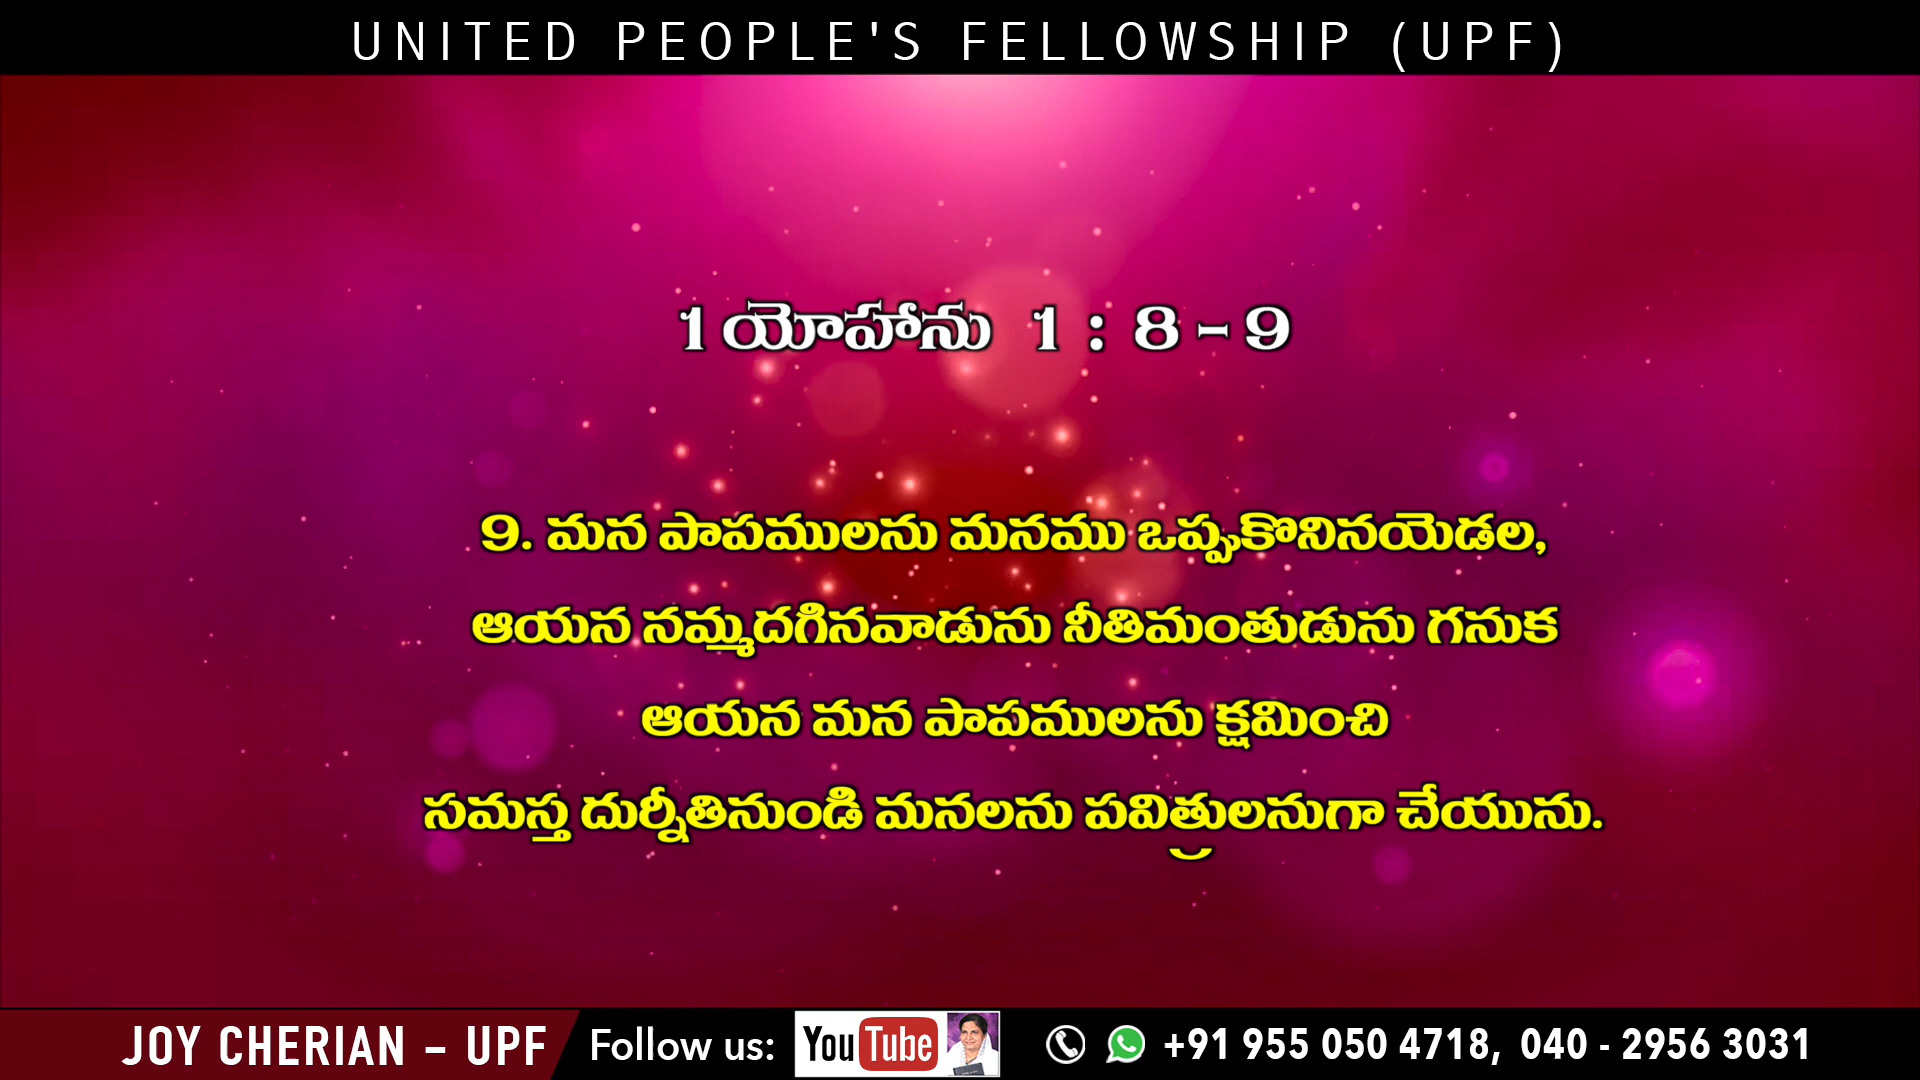 UNITED PEOPLE'S FELLOWSHIP (UPF)
1 యోహాను 1 : 8 - 9
9. మన పాపములను మనము ఒప్పుకొనినయెడల,
ఆయన నమ్మదగినవాడును నీతిమంతుడును గనుక
ఆయన మన పాపములను క్షమించి
సమస్త దుర్నీతినుండి మనలను పవిత్రులనుగా చేయును.
JOY CHERIAN – UPF Follow us: YouTube +91 955 050 4718, 040 - 2956 3031